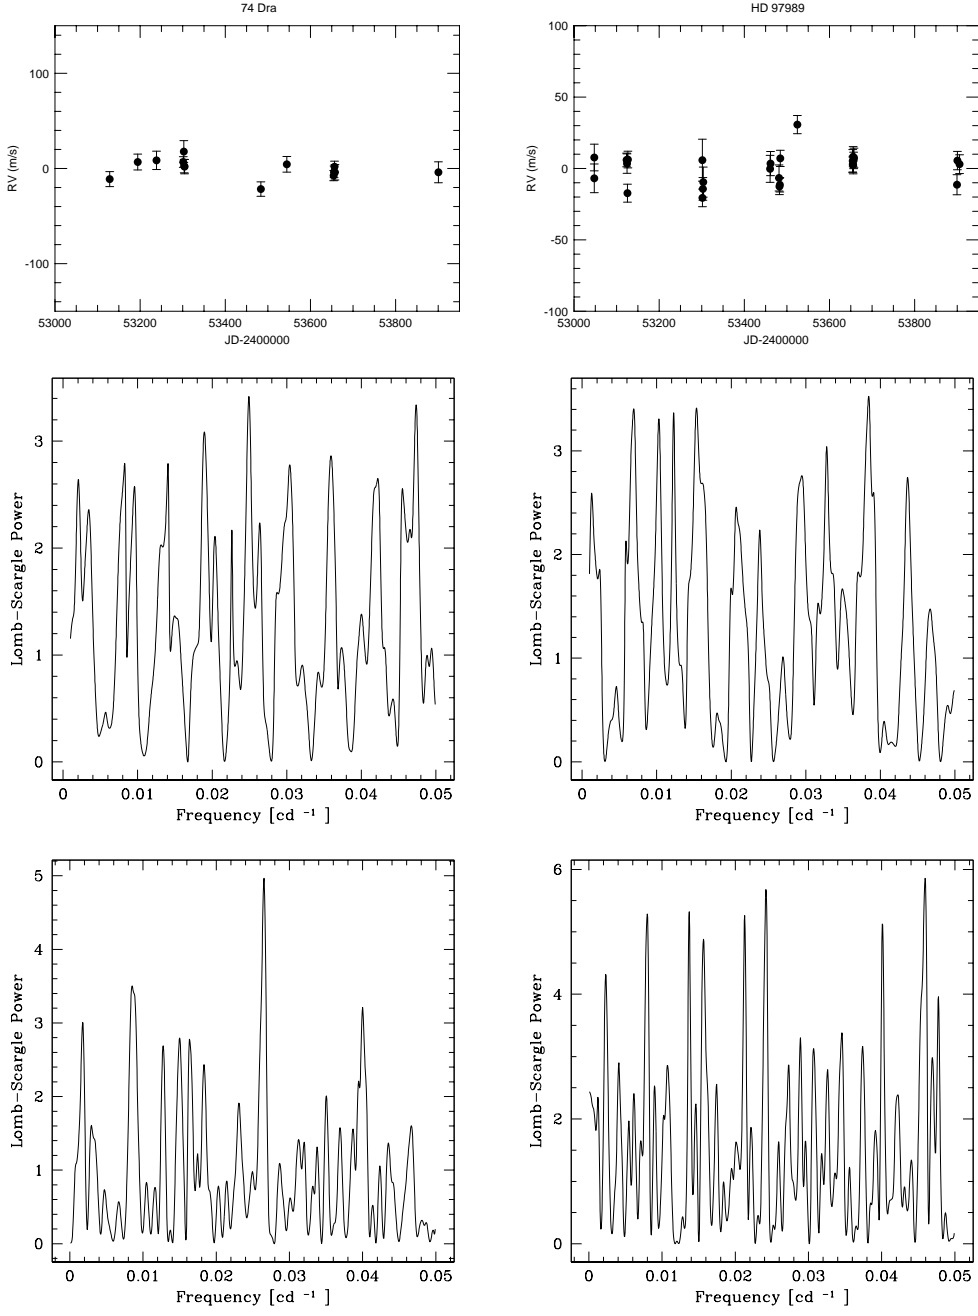 74 Dra
HD 97989
100
0
-100
RV (m/s)
53000 53200 53400 53600 53800
JD-2400000
100
50
0
-50
-100
RV (m/s)
53000 53200 53400 53600 53800
JD-2400000
3
2
1
0
Lomb-Scargle Power
0 0.01 0.02 0.03 0.04 0.05
Frequency [cd -1 ]
3
2
1
0
Lomb-Scargle Power
0 0.01 0.02 0.03 0.04 0.05
Frequency [cd -1 ]
5
4
3
2
1
0
Lomb-Scargle Power
0 0.01 0.02 0.03 0.04 0.05
Frequency [cd -1 ]
6
4
2
0
Lomb-Scargle Power
0 0.01 0.02 0.03 0.04 0.05
Frequency [cd -1 ]